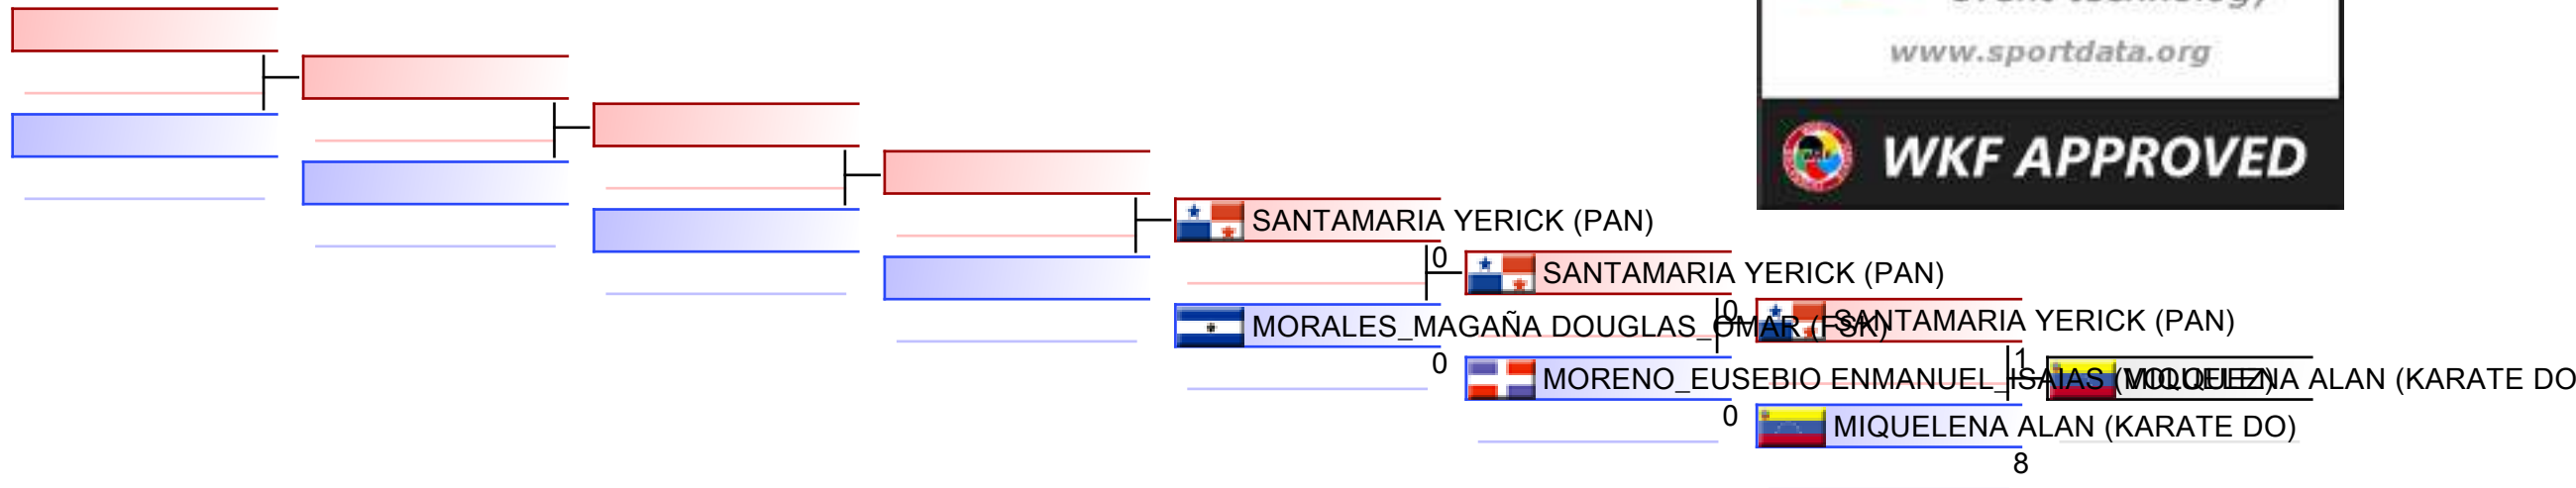 www.sportdata.org
WKF APPROVED
SANTAMARIA YERICK (PAN)
0
SANTAMARIA YERICK (PAN)
MORALES_MAGAÑA DOUGLAS_OMAR (FSK)
0
SANTAMARIA YERICK (PAN)
0
MORENO_EUSEBIO ENMANUEL_ISAIAS
1
MIQUELENA ALAN (KARATE DO
0
MIQUELENA ALAN (KARATE DO)
8